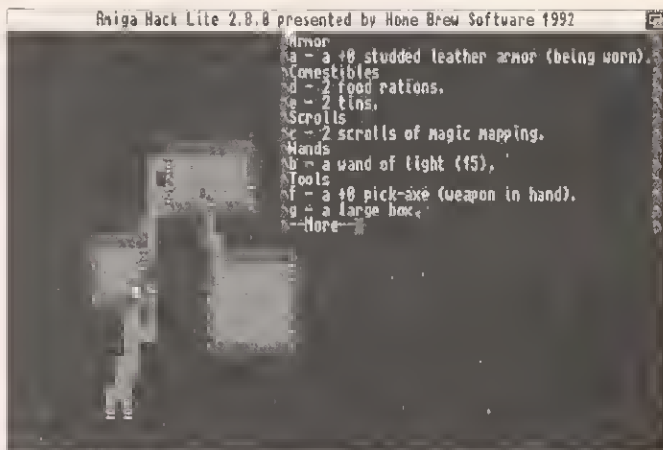 Amiga Hack Lite 2.8.0 presented by Home Brew Software 1992
Armor
a - a +0 studded leather armor (being worn).
Comestibles
d - 2 food rations.
e - 2 tins.
Scrolls
c - 2 scrolls of magic mapping.
Wands
b - a wand of light (15).
Tools
f - a +0 pick-axe (weapon in hand).
g - a large box.
--More--